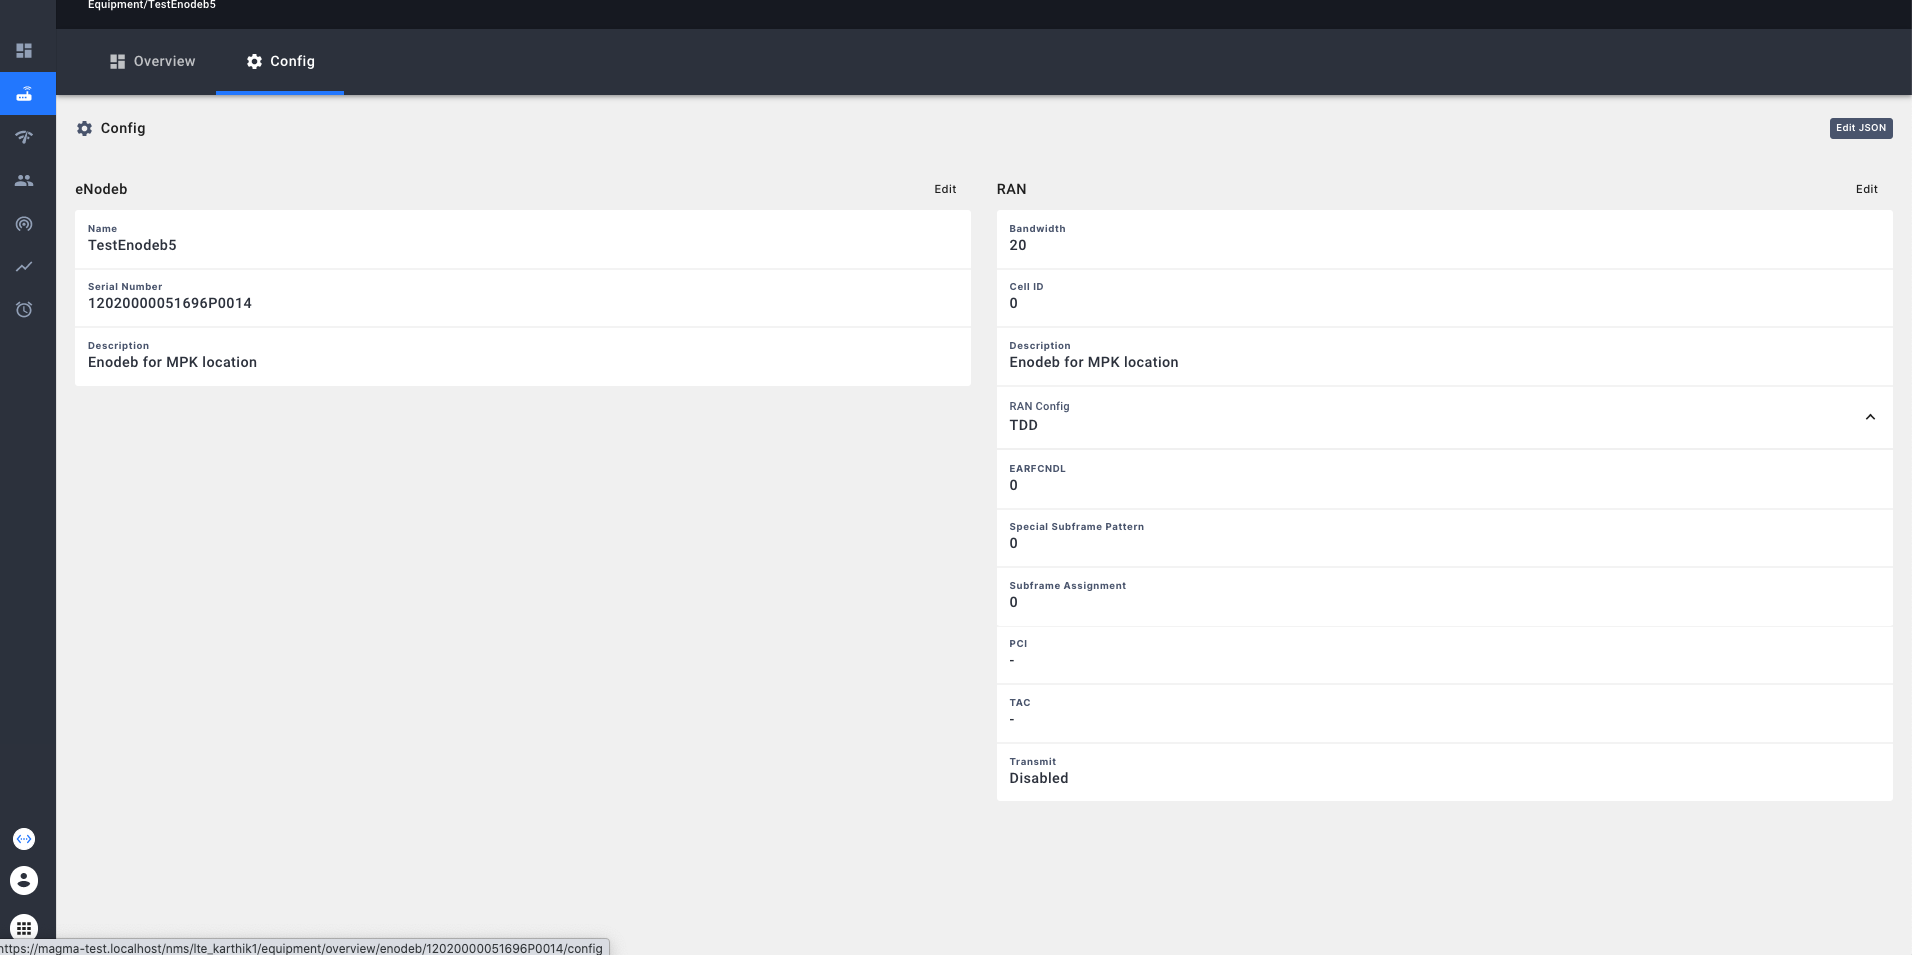 Equipment/TestEnodeb5
Overview
Config
Config
Edit JSON
eNodeb
Edit
Name
TestEnodeb5
Serial Number
12020000051696P0014
Description
Enodeb for MPK location
RAN
Edit
Bandwidth
20
Cell ID
0
Description
Enodeb for MPK location
RAN Config
TDD
EARFCNDL
0
Special Subframe Pattern
0
Subframe Assignment
0
PCI
-
TAC
-
Transmit
Disabled
https://magma-test.localhost/nms/lte_karthik1/equipment/overview/enodeb/12020000051696P0014/config